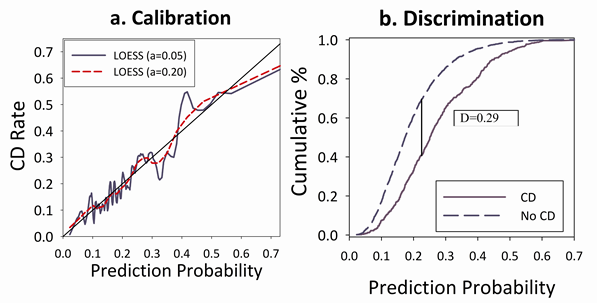 a. Calibration
CD Rate
0.7
0.6
0.5
0.4
0.3
0.2
0.1
0.0
LOESS (a=0.05)
LOESS (a=0.20)
0.0 0.1 0.2 0.3 0.4 0.5 0.6 0.7
Prediction Probability
b. Discrimination
Cumulative %
1.0
0.8
0.6
0.4
0.2
0.0
D=0.29
CD
No CD
0.0 0.1 0.2 0.3 0.4 0.5 0.6 0.7
Prediction Probability